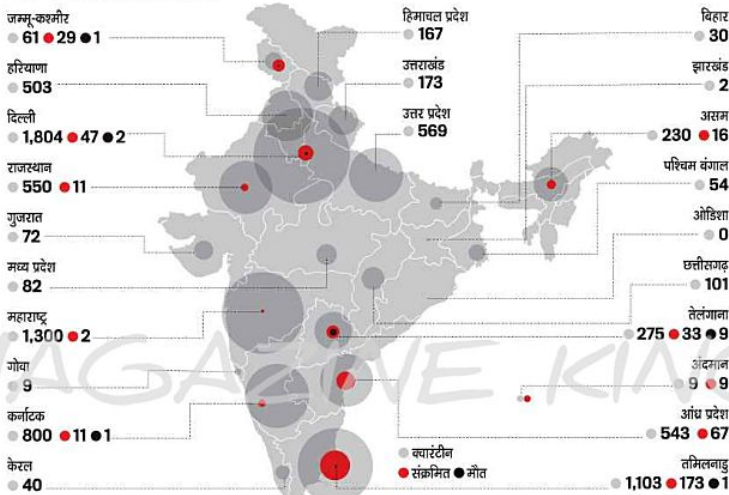 जम्मू-कश्मीर
61 29 1
हरियाणा
503
दिल्ली
1,804 47 2
राजस्थान
550 11
गुजरात
72
मध्य प्रदेश
82
महाराष्ट्र
1,300 2
गोवा
9
कर्नाटक
800 11 1
केरल
40
हिमाचल प्रदेश
167
उत्तराखंड
173
उत्तर प्रदेश
569
बिहार
30
झारखंड
2
असम
230 16
पश्चिम बंगाल
54
ओडिशा
0
छत्तीसगढ़
101
तेलंगाना
275 33 9
अंदमान
9 9
आंध्र प्रदेश
543 67
तमिलनाडु
1,103 173 1
क्वारंटीन
संक्रमित मौत
MAGAZINE KING